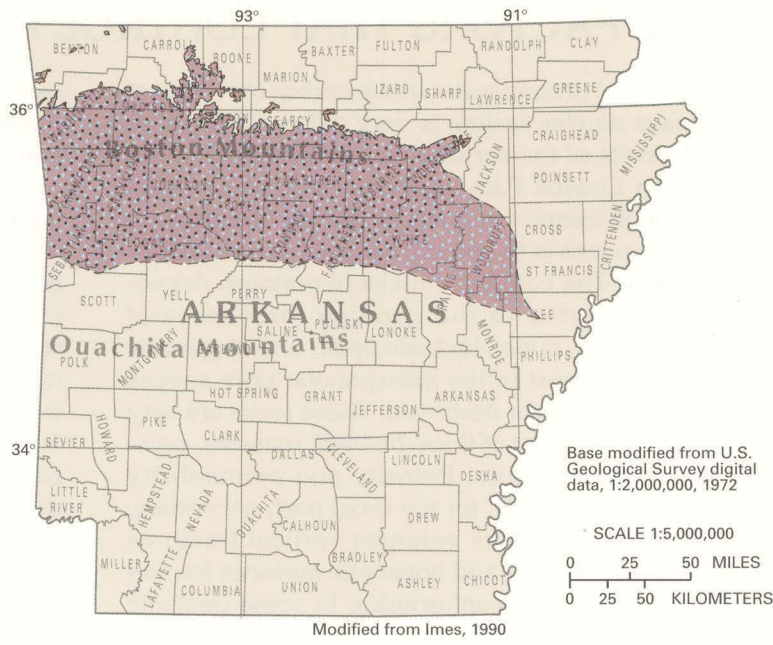 93° 91°
BENTON CARROLL BOONE BAXTER FULTON RANDOLPH CLAY
MARION
IZARD SHARP LAWRENCE GREENE
36°
SEARCY
CRAIGHEAD MISSISSIPPI
Boston Mountains
JACKSON
POINSETT
WHITE WOODRUFF CROSS CRITTENDEN
ST FRANCIS
SCOTT YELL PERRY PRAIRIE LEE
ARKANSAS
SALINE PULASKI LONOKE
Ouachita Mountains
POLK MONTGOMERY GARLAND MONROE PHILLIPS
HOT SPRING GRANT JEFFERSON ARKANSAS
PIKE CLARK
34°
SEVIER HOWARD DALLAS CLEVELAND LINCOLN DESHA
LITTLE
RIVER
HEMPSTEAD NEVADA OUACHITA CALHOUN DREW
BRADLEY
MILLER LAFAYETTE COLUMBIA UNION ASHLEY CHICOT
Base modified from U.S.
Geological Survey digital
data, 1:2,000,000, 1972
SCALE 1:5,000,000
0 25 50 MILES
0 25 50 KILOMETERS
Modified from Imes, 1990